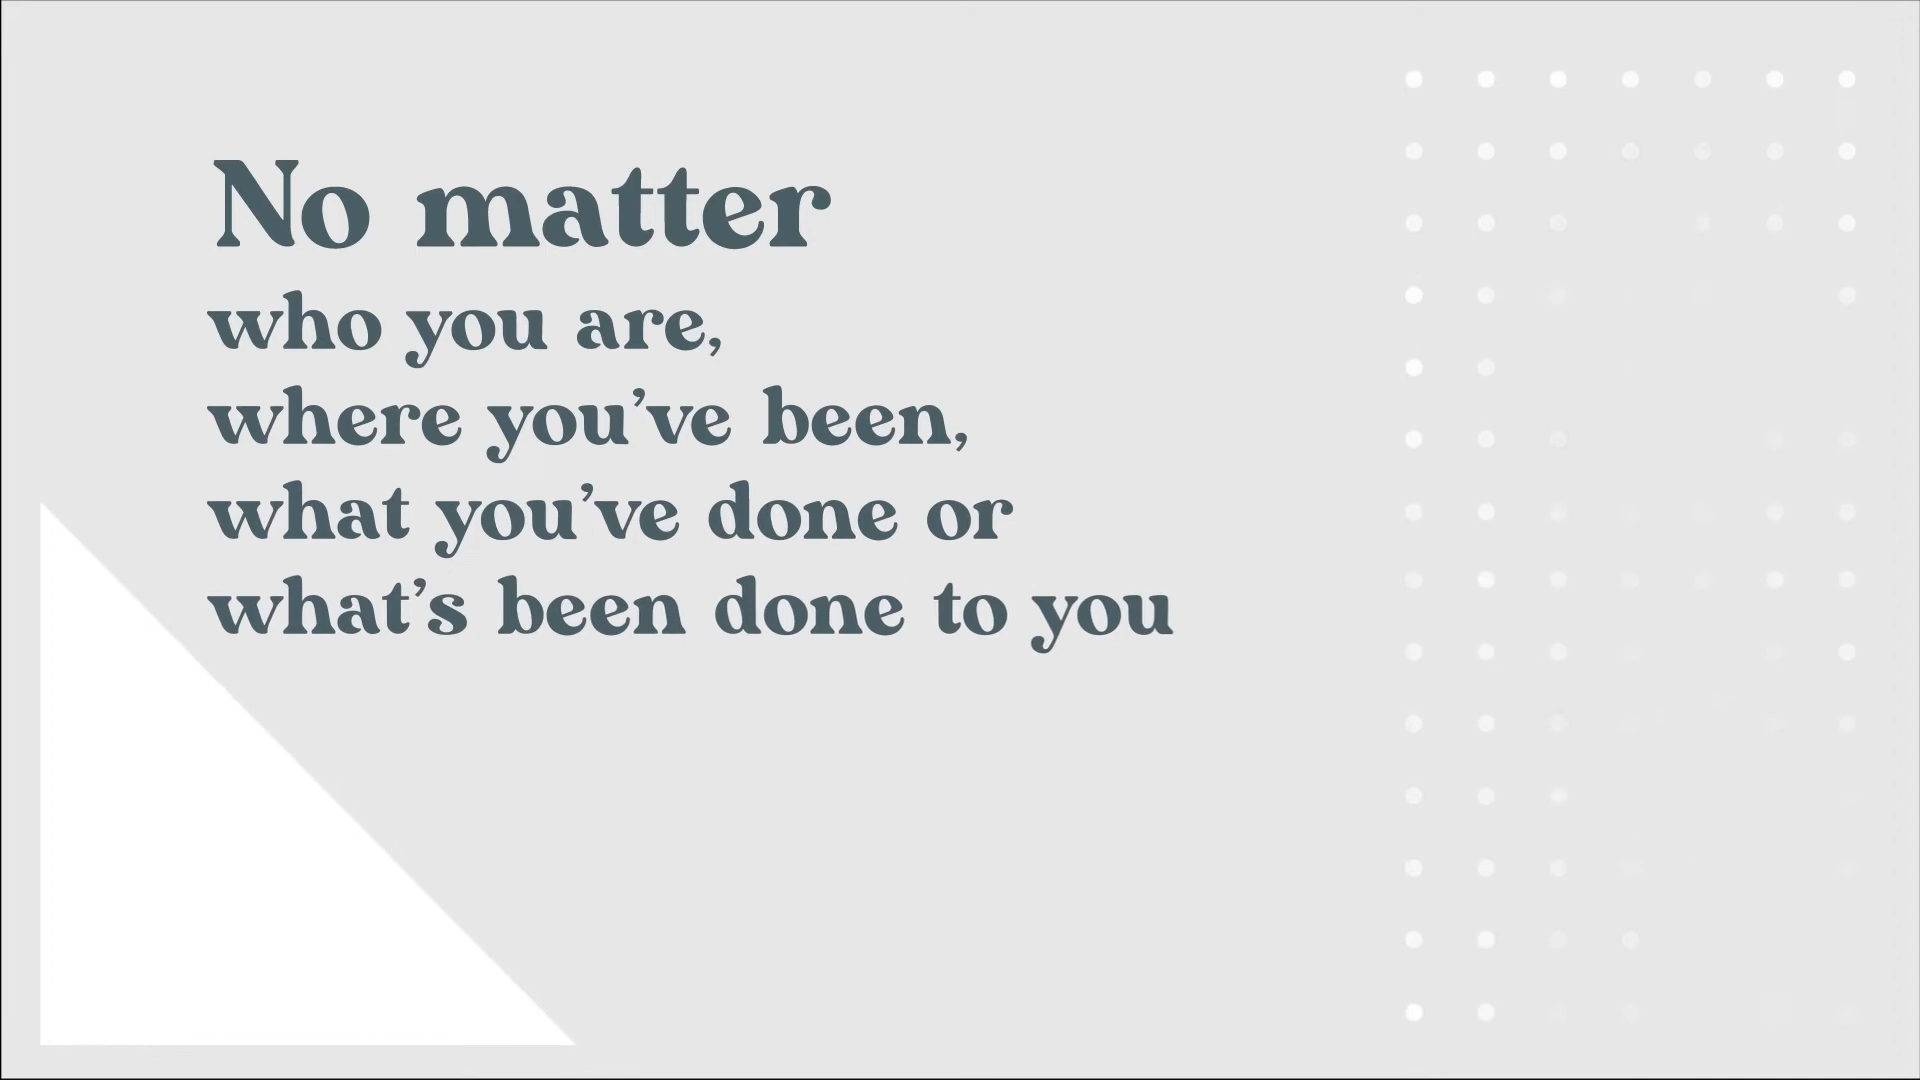 No matter
who you are,
where you’ve been,
what you’ve done or
what’s been done to you